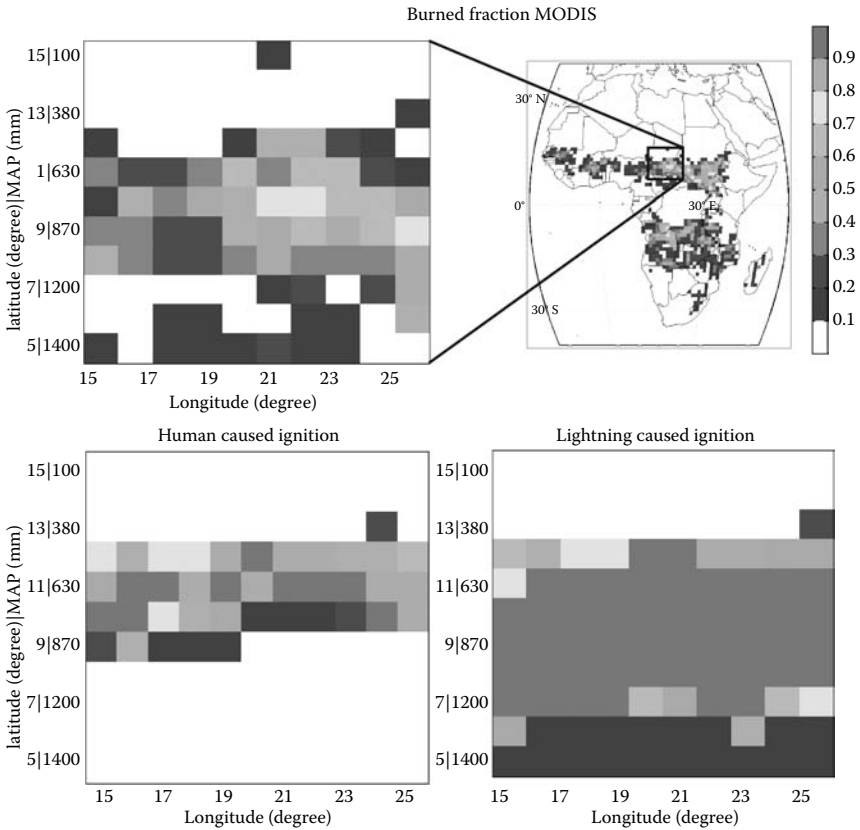 Burned fraction MODIS
15|100
13|380
1|630
9|870
7|1200
5|1400
latitude (degree)|MAP (mm)
15 17 19 21 23 25
Longitude (degree)
30° N
0°
30° E
30° S
0.9
0.8
0.7
0.6
0.5
0.4
0.3
0.2
0.1
Human caused ignition
15|100
13|380
11|630
9|870
7|1200
5|1400
latitude (degree)|MAP (mm)
15 17 19 21 23 25
Longitude (degree)
Lightning caused ignition
15|100
13|380
11|630
9|870
7|1200
5|1400
15 17 19 21 23 25
Longitude (degree)